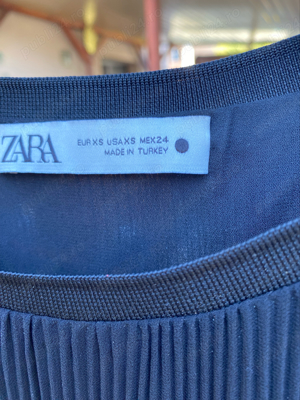 ZARA
EUR XS USA XS MEX 24
MADE IN TURKEY